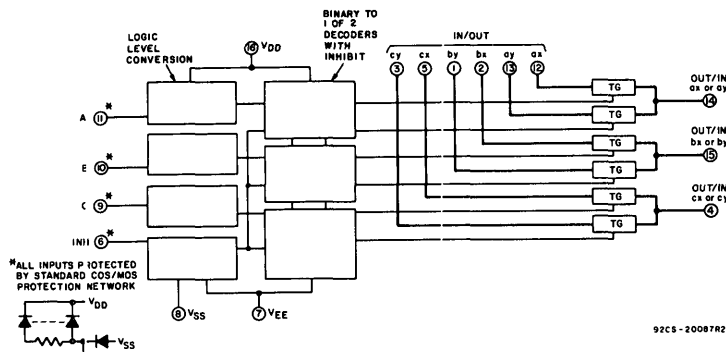 LOGIC
LEVEL
CONVERSION
16 VDD
BINARY TO
1 OF 2
DECODERS
WITH
INHIBIT
IN/OUT
cy cx by bx ay ax
3 5 1 2 13 12
TG
OUT/IN
ax or ay
14
TG
A 11 *
TG
OUT/IN
bx or by
15
TG
B 10 *
TG
OUT/IN
cx or cy
4
TG
C 9 *
INH 6 *
*ALL INPUTS PROTECTED
BY STANDARD COS/MOS
PROTECTION NETWORK
8 VSS
7 VEE
VDD
VSS
92CS-20087R2